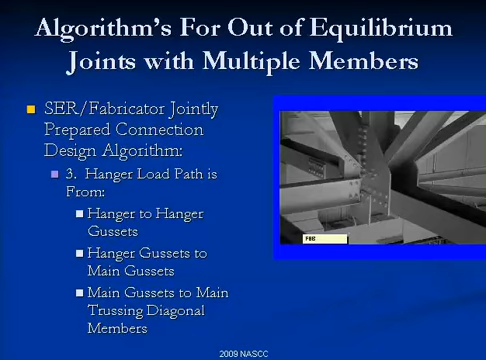 Algorithm's For Out of Equilibrium
Joints with Multiple Members
SER/Fabricator Jointly
Prepared Connection
Design Algorithm:
3. Hanger Load Path is
From:
Hanger to Hanger
Gussets
Hanger Gussets to
Main Gussets
Main Gussets to Main
Trussing Diagonal
Members
2009 NASCC